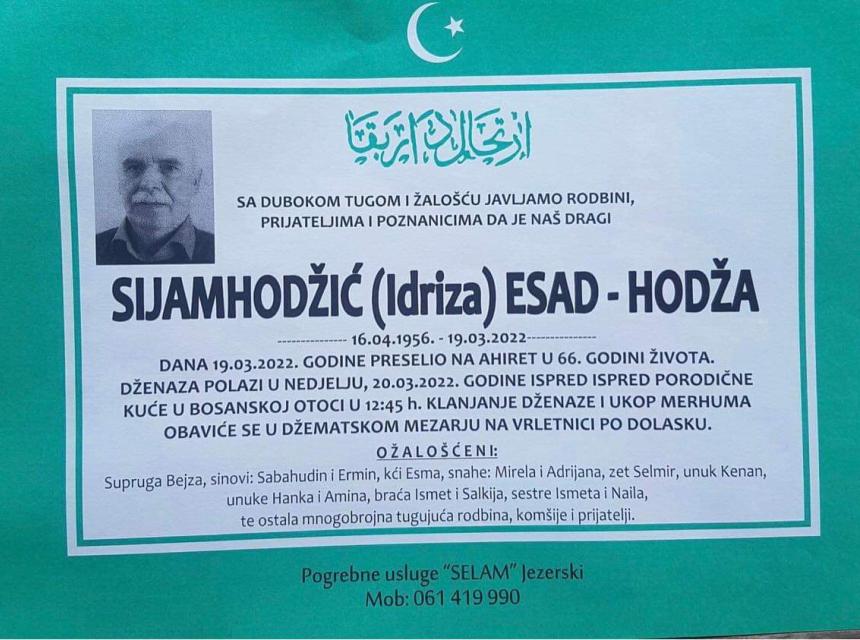 إرتحال دار بقا
SA DUBOKOM TUGOM I ŽALOŠĆU JAVLJAMO RODBINI,
PRIJATELJIMA I POZNANICIMA DA JE NAŠ DRAGI
SIJAMHODŽIĆ (Idriza) ESAD - HODŽA
--------------- 16.04.1956. - 19.03.2022---------------
DANA 19.03.2022. GODINE PRESELIO NA AHIRET U 66. GODINI ŽIVOTA.
DŽENAZA POLAZI U NEDJELJU, 20.03.2022. GODINE ISPRED ISPRED PORODIČNE
KUĆE U BOSANSKOJ OTOCI U 12:45 h. KLANJANJE DŽENAZE I UKOP MERHUMA
OBAVIĆE SE U DŽEMATSKOM MEZARJU NA VRLETNICI PO DOLASKU.
OŽALOŠĆENI:
Supruga Bejza, sinovi: Sabahudin i Ermin, kći Esma, snahe: Mirela i Adrijana, zet Selmir, unuk Kenan,
unuke Hanka i Amina, braća Ismet i Salkija, sestre Ismeta i Naila,
te ostala mnogobrojna tugujuća rodbina, komšije i prijatelji.
Pogrebne usluge "SELAM" Jezerski
Mob: 061 419 990